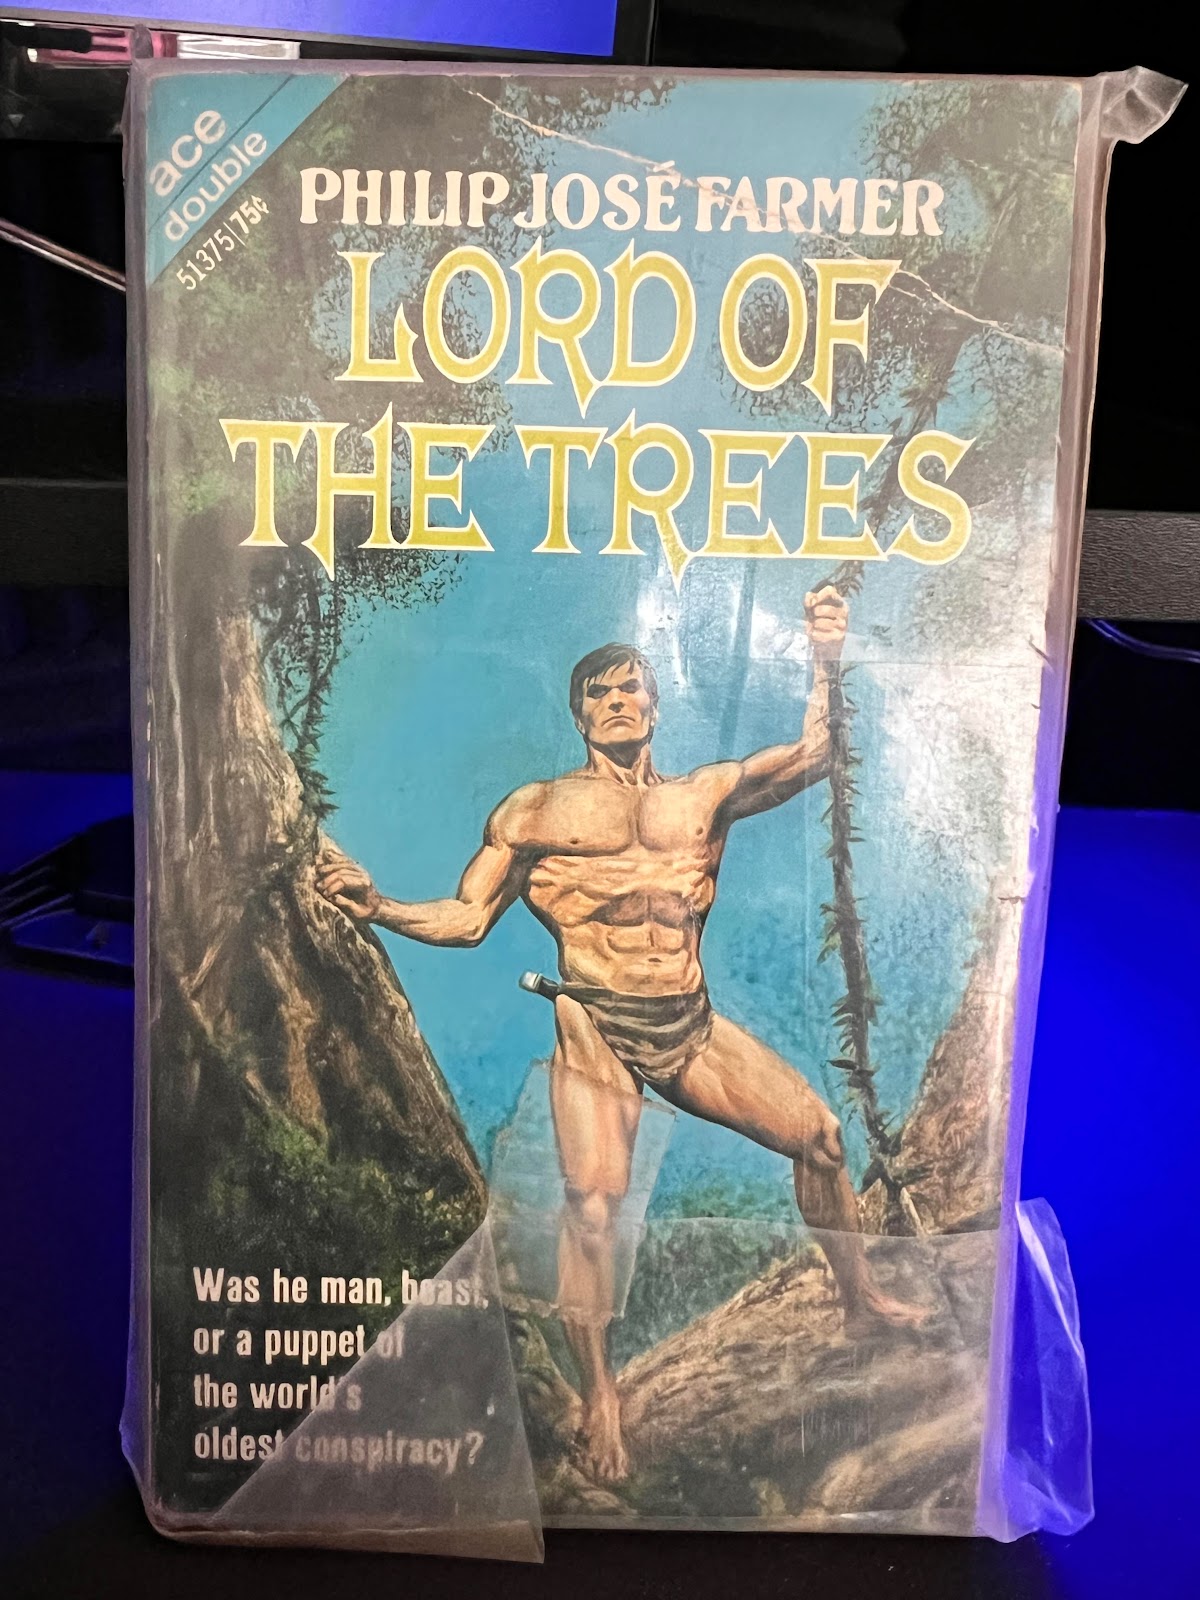 ace
double
51375|75¢
PHILIP JOSÉ FARMER
LORD OF
THE TREES
Was he man, beast,
or a puppet of
the world's
oldest conspiracy?